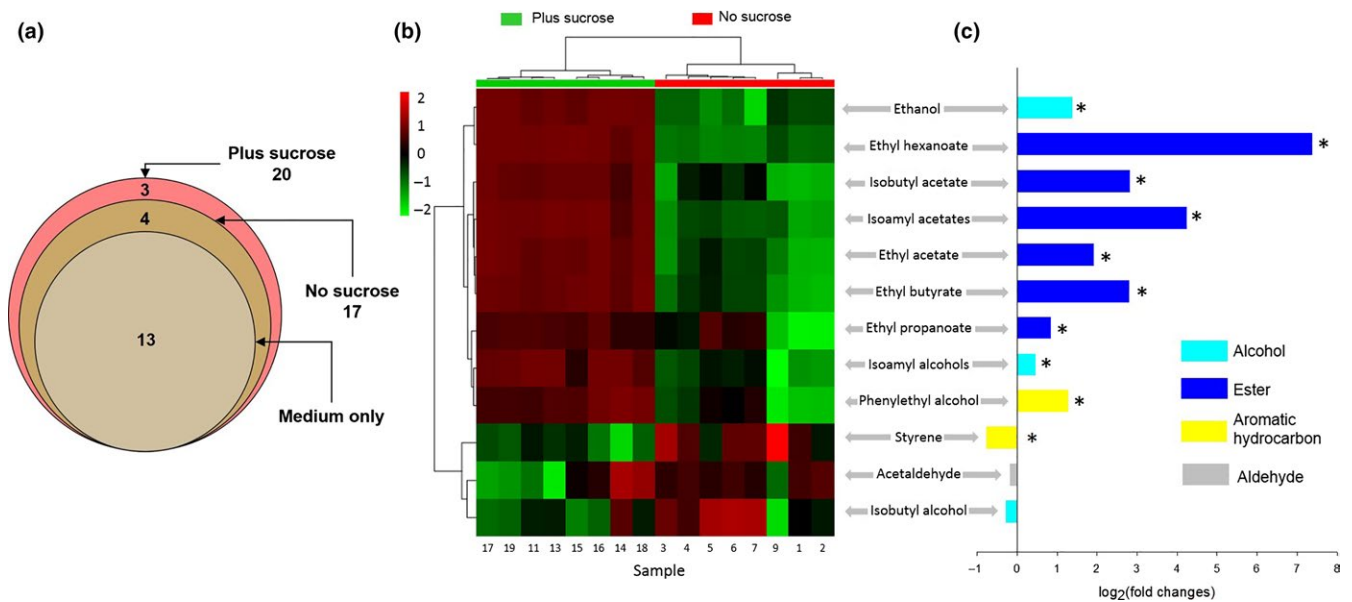 (a)
Plus sucrose
20
3
4
No sucrose
17
13
Medium only
(b)
Plus sucrose
No sucrose
2
1
0
−1
−2
17 19 11 13 15 16 14 18 3 4 5 6 7 9 1 2
Sample
Ethanol
Ethyl hexanoate
Isobutyl acetate
Isoamyl acetates
Ethyl acetate
Ethyl butyrate
Ethyl propanoate
Isoamyl alcohols
Phenylethyl alcohol
Styrene
Acetaldehyde
Isobutyl alcohol
(c)
*
*
*
*
*
*
*
*
*
*
Alcohol
Ester
Aromatic
hydrocarbon
Aldehyde
−1 0 1 2 3 4 5 6 7 8
log2(fold changes)